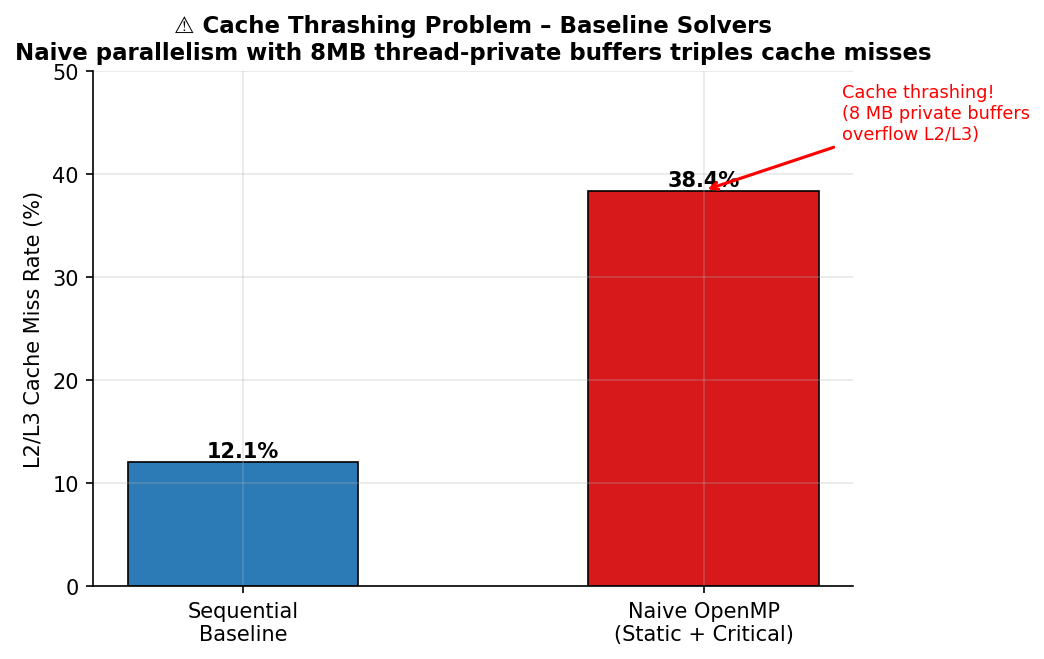 ⚠ Cache Thrashing Problem – Baseline Solvers
Naive parallelism with 8MB thread-private buffers triples cache misses
Cache thrashing!
(8 MB private buffers
overflow L2/L3)
L2/L3 Cache Miss Rate (%)
50
40
30
20
10
0
12.1%
38.4%
Sequential
Baseline
Naive OpenMP
(Static + Critical)